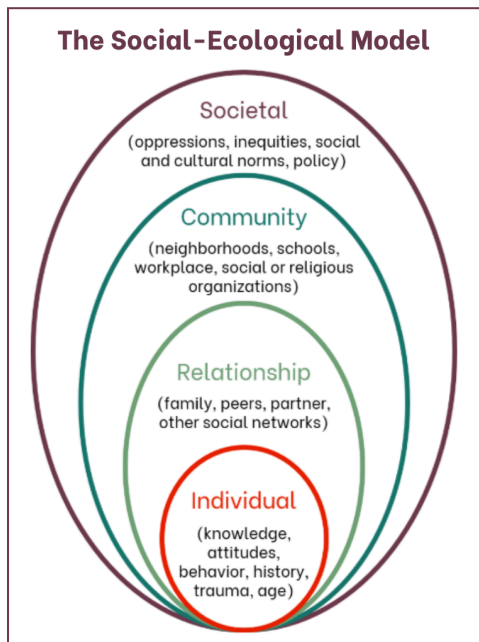 The Social-Ecological Model
Societal
(oppressions, inequities, social
and cultural norms, policy)
Community
(neighborhoods, schools,
workplace, social or religious
organizations)
Relationship
(family, peers, partner,
other social networks)
Individual
(knowledge,
attitudes,
behavior, history,
trauma, age)